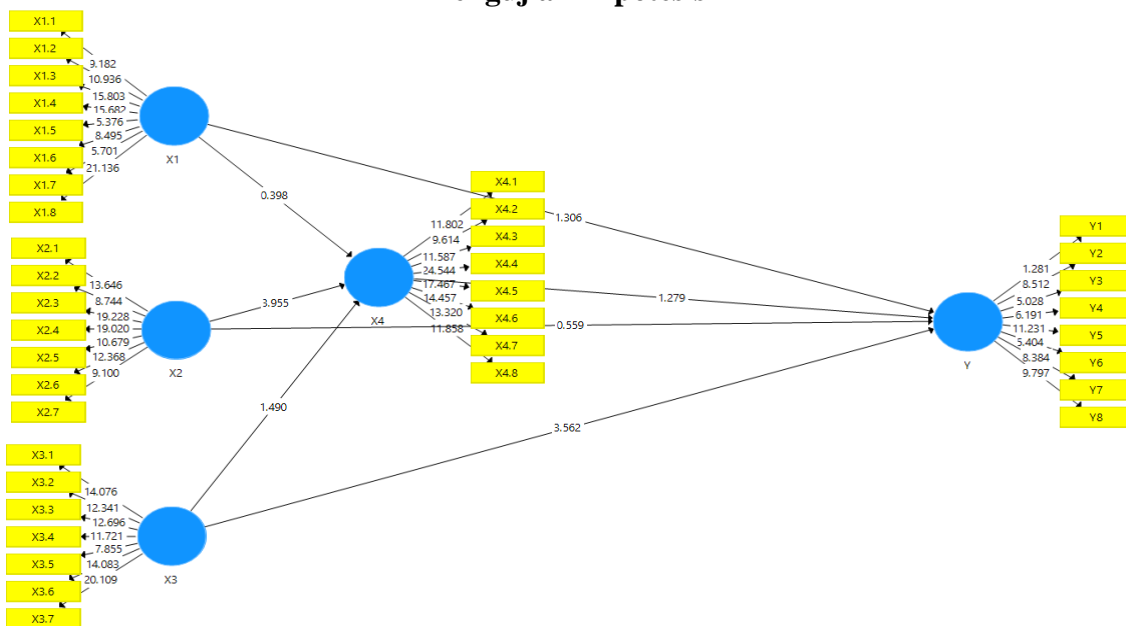 X1.1
X1.2
X1.3
X1.4
X1.5
X1.6
X1.7
X1.8
9.182
10.936
15.803
15.682
5.376
8.495
5.701
21.136
X1
0.398
1.306
X2.1
X2.2
X2.3
X2.4
X2.5
X2.6
X2.7
13.646
8.744
19.228
19.020
10.679
12.368
9.100
X2
3.955
0.559
X3.1
X3.2
X3.3
X3.4
X3.5
X3.6
X3.7
14.076
12.341
12.696
11.721
7.855
14.083
20.109
X3
1.490
3.562
X4
11.802
9.614
11.587
24.544
17.467
14.457
13.320
11.858
X4.1
X4.2
X4.3
X4.4
X4.5
X4.6
X4.7
X4.8
1.279
Y
1.281
8.512
5.028
6.191
11.231
5.404
8.384
9.797
Y1
Y2
Y3
Y4
Y5
Y6
Y7
Y8